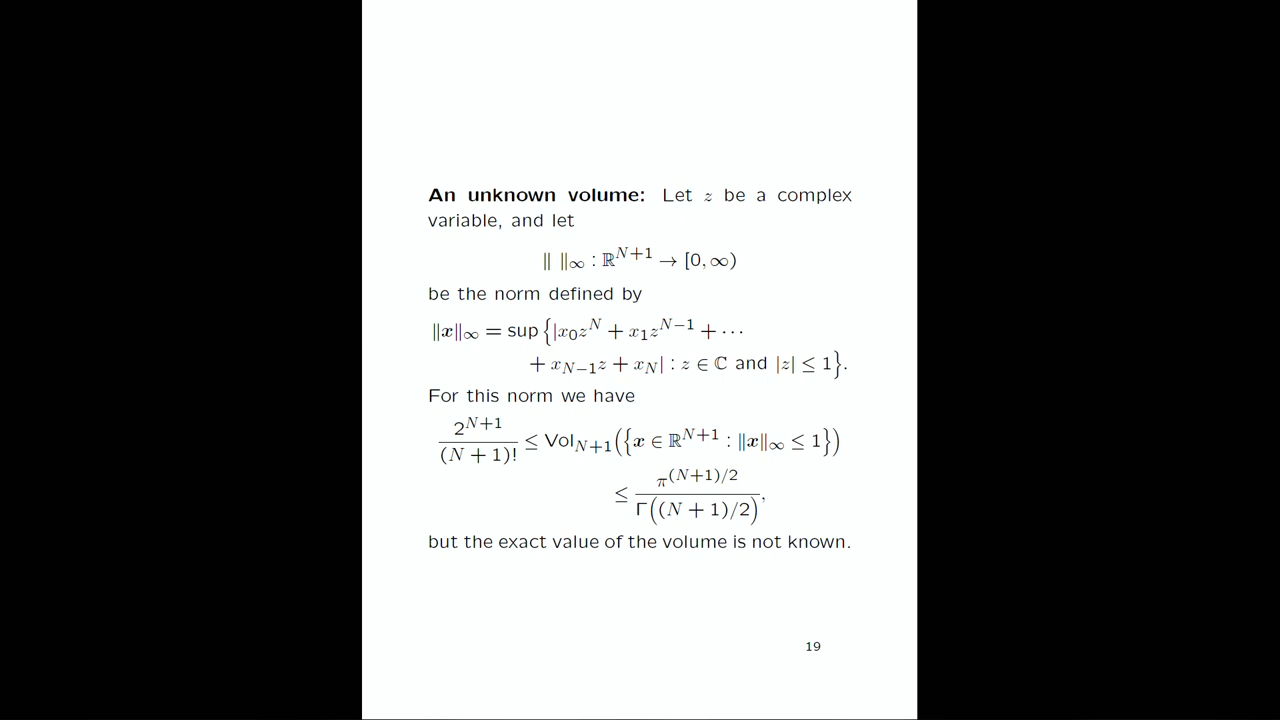 An unknown volume: Let z be a complex
variable, and let
‖ ‖∞ : ℝ^{N+1} → [0, ∞)
be the norm defined by
‖x‖∞ = sup{|x₀z^N + x₁z^{N−1} + ···
+ x_{N−1}z + x_N| : z ∈ ℂ and |z| ≤ 1}.
For this norm we have
2^{N+1}/(N + 1)! ≤ Vol_{N+1}({x ∈ ℝ^{N+1} : ‖x‖∞ ≤ 1})
≤ π^{(N+1)/2}/Γ((N + 1)/2),
but the exact value of the volume is not known.
19